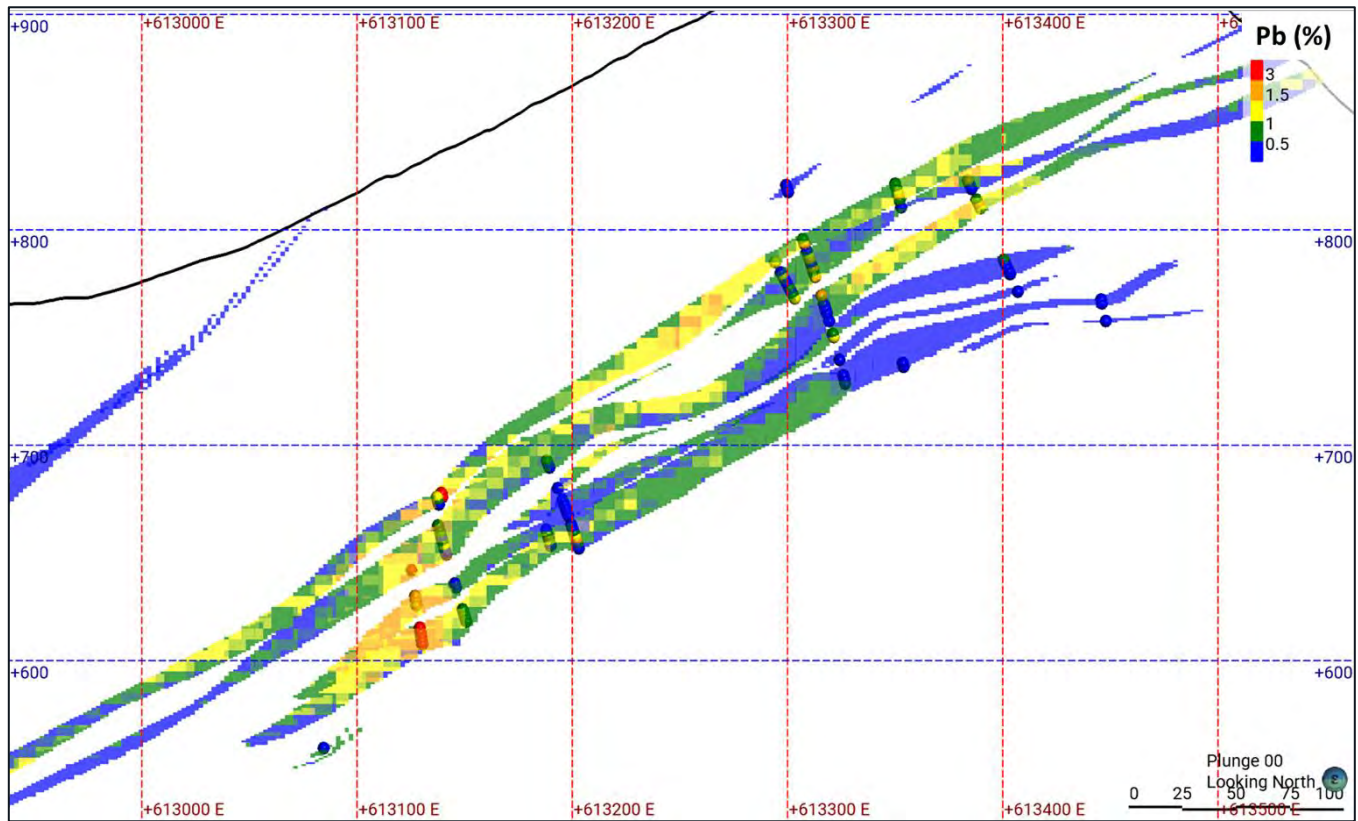 +613000 E +613100 E +613200 E +613300 E +613400 E +6
+900
Pb (%)
3
1.5
1
0.5
+800 +800
+700 +700
+600 +600
Plunge 00
Looking North
0 25 50 75 100
+613000 E +613100 E +613200 E +613300 E +613400 E +613500 E